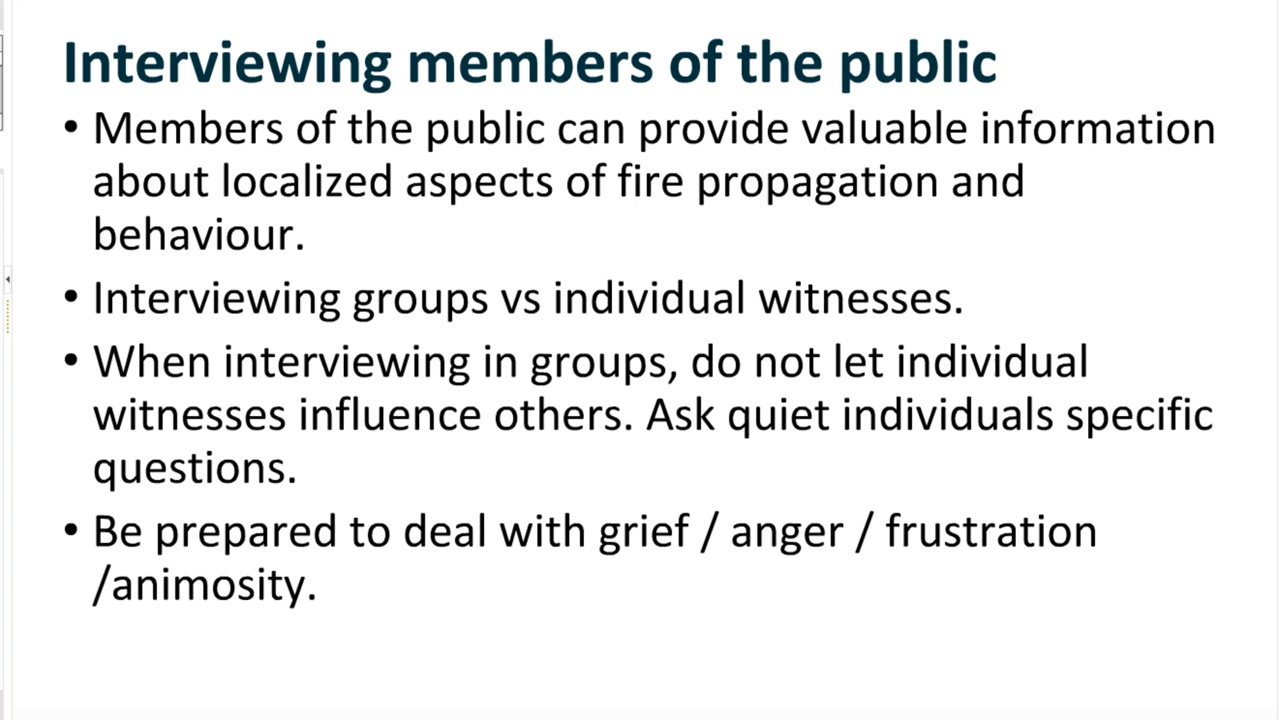 Interviewing members of the public
• Members of the public can provide valuable information
about localized aspects of fire propagation and
behaviour.
• Interviewing groups vs individual witnesses.
• When interviewing in groups, do not let individual
witnesses influence others. Ask quiet individuals specific
questions.
• Be prepared to deal with grief / anger / frustration
/animosity.